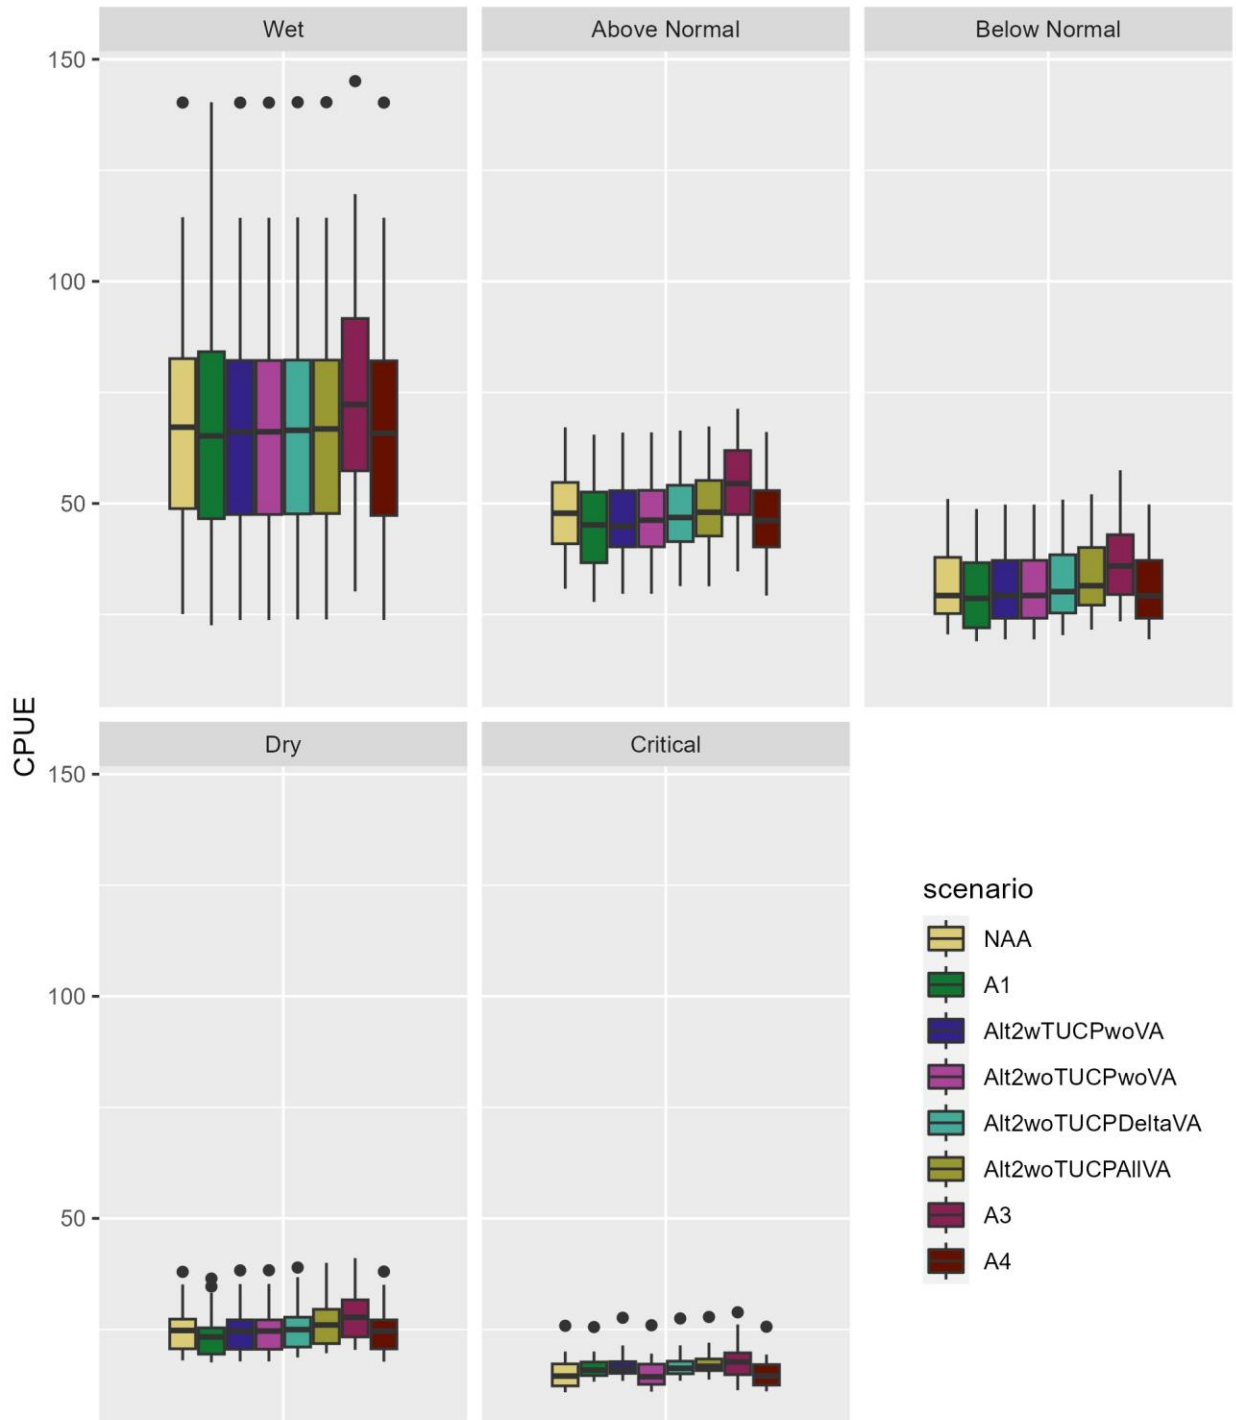 Wet
Above Normal
Below Normal
150
100
50
CPUE
Dry
Critical
150
100
50
scenario
NAA
A1
Alt2wTUCPwoVA
Alt2woTUCPwoVA
Alt2woTUCPDeltaVA
Alt2woTUCPAllVA
A3
A4